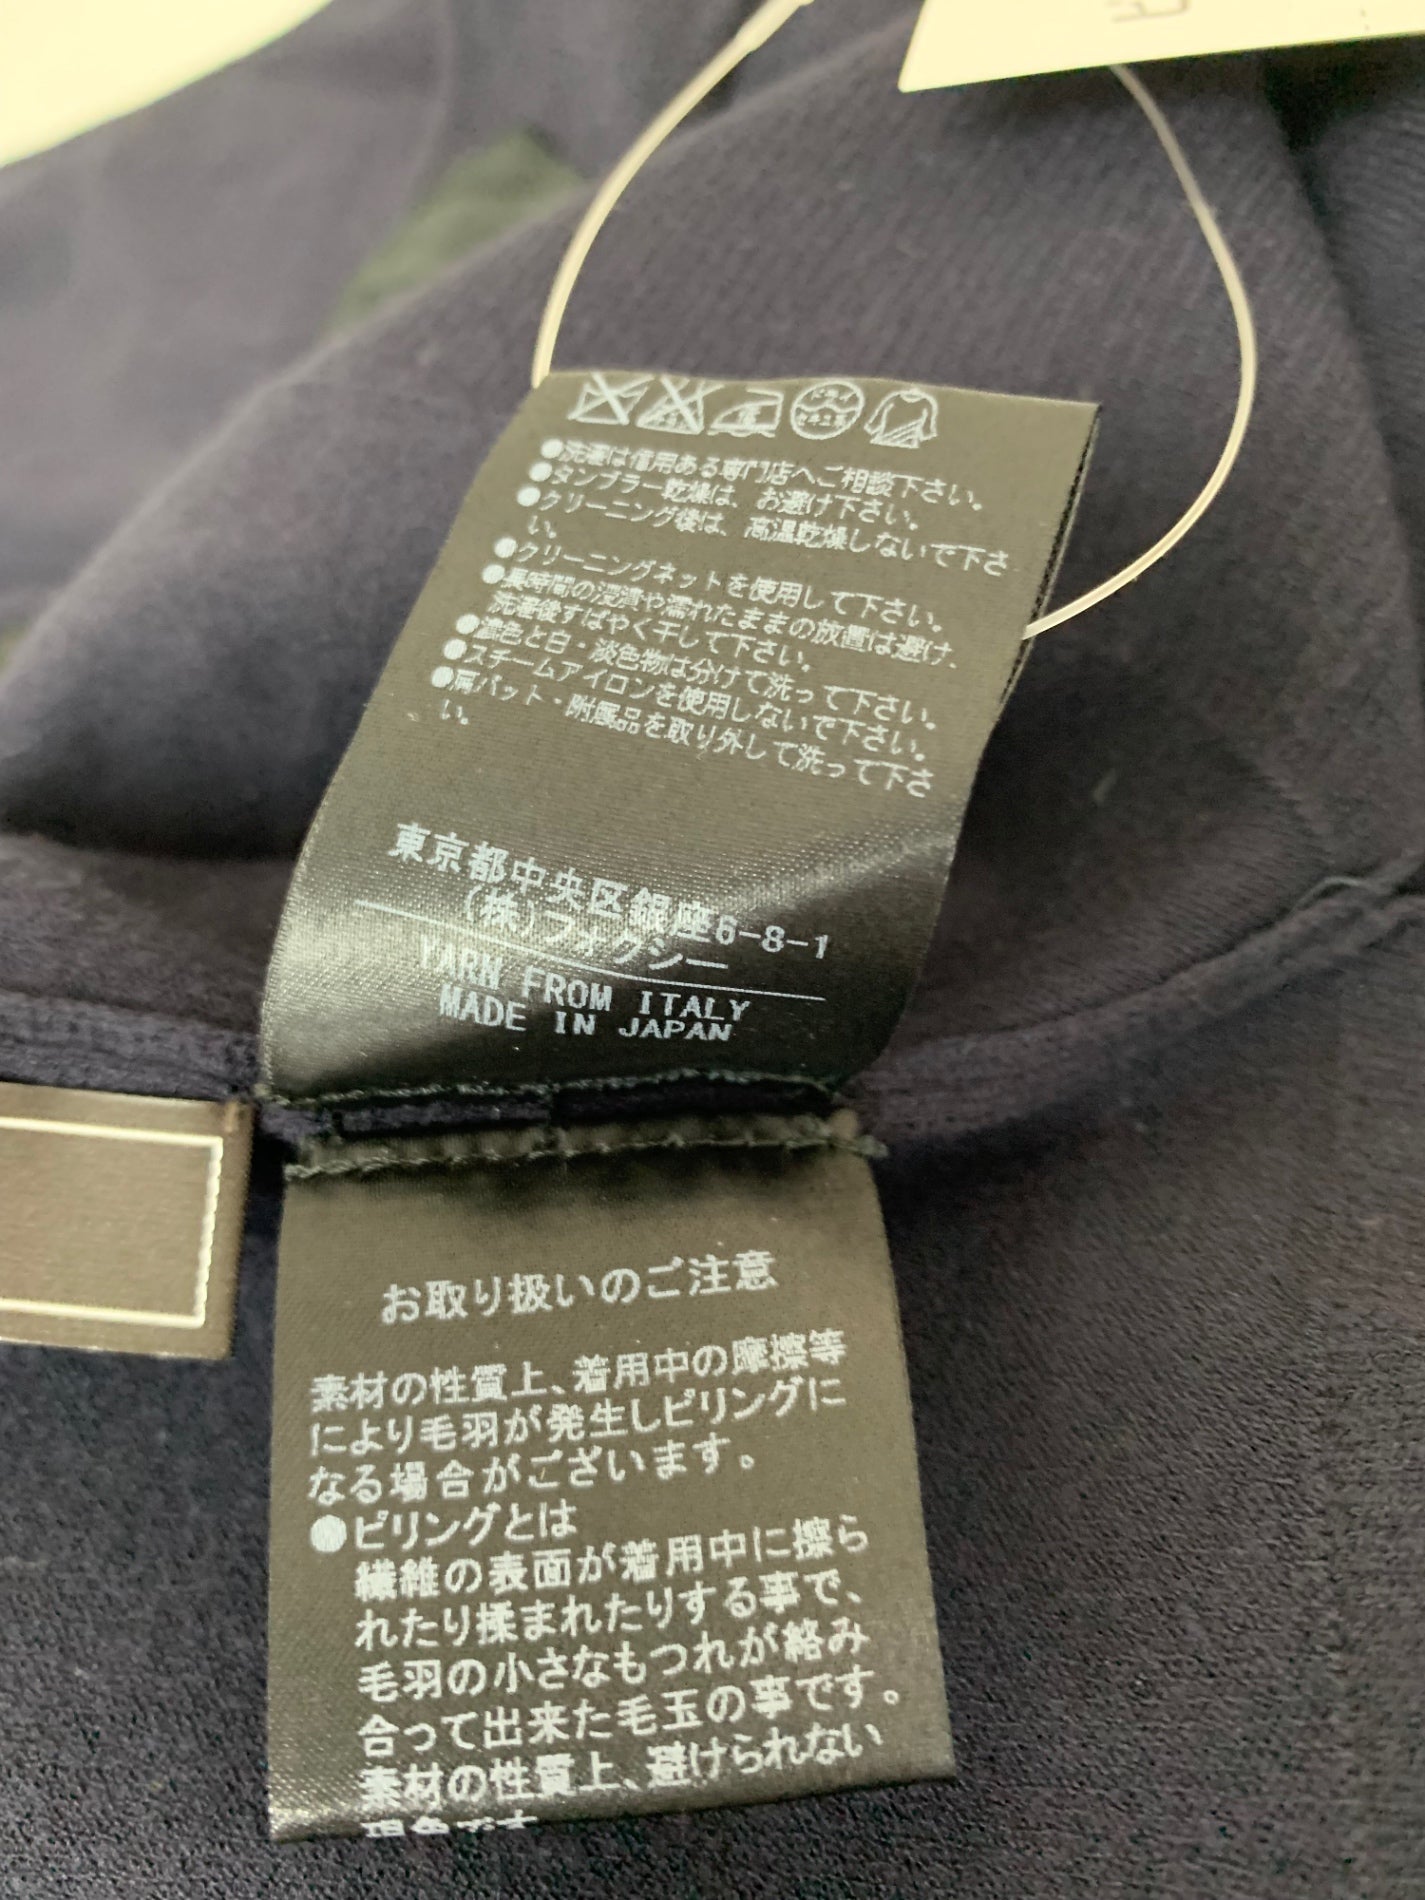 ドライ
セキユ系
●洗濯は信用ある専門店へご相談下さい。
●タンブラー乾燥は、お避け下さい。
●クリーニング後は、高温乾燥しないで下さ
い。
●クリーニングネットを使用して下さい。
●長時間の浸漬や濡れたままの放置は避け、
洗濯後すばやく干して下さい。
●濃色と白・淡色物は分けて洗って下さい。
●スチームアイロンを使用しないで下さい。
●肩パット・附属品を取り外して洗って下さ
い。
東京都中央区銀座6-8-1
(株)フォクシー
YARN FROM ITALY
MADE IN JAPAN
お取り扱いのご注意
素材の性質上、着用中の摩擦等
により毛羽が発生しピリングに
なる場合がございます。
●ピリングとは
繊維の表面が着用中に擦ら
れたり揉まれたりする事で、
毛羽の小さなもつれが絡み
合って出来た毛玉の事です。
素材の性質上、避けられない
現象です